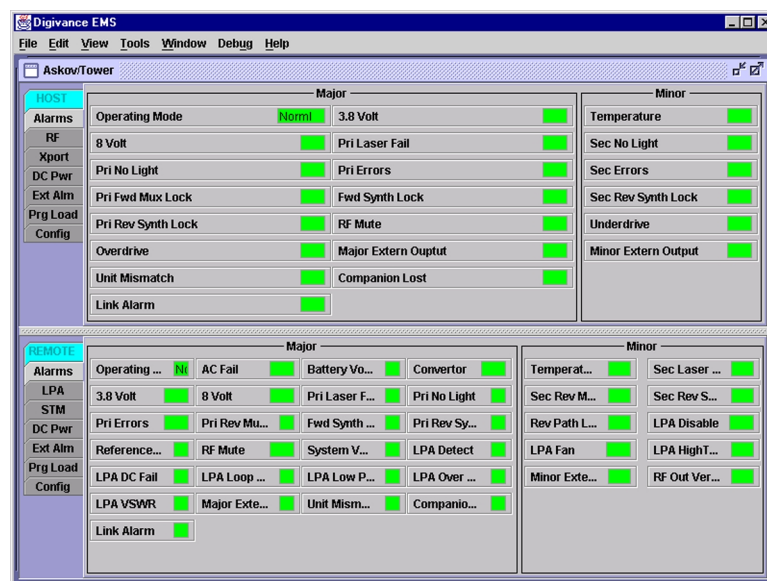 Digivance EMS
File Edit View Tools Window Debug Help
Askov/Tower
HOST
Alarms
RF
Xport
DC Pwr
Ext Alm
Prg Load
Config
Major
Operating Mode Norml 3.8 Volt
8 Volt Pri Laser Fail
Pri No Light Pri Errors
Pri Fwd Mux Lock Fwd Synth Lock
Pri Rev Synth Lock RF Mute
Overdrive Major Extern Ouptut
Unit Mismatch Companion Lost
Link Alarm
Minor
Temperature
Sec No Light
Sec Errors
Sec Rev Synth Lock
Underdrive
Minor Extern Output
REMOTE
Alarms
LPA
STM
DC Pwr
Ext Alm
Prg Load
Config
Major
Operating ... No AC Fail Battery Vo... Convertor
3.8 Volt 8 Volt Pri Laser F... Pri No Light
Pri Errors Pri Rev Mu... Fwd Synth ... Pri Rev Sy...
Reference... RF Mute System V... LPA Detect
LPA DC Fail LPA Loop ... LPA Low P... LPA Over ...
LPA VSWR Major Exte... Unit Mism... Companio...
Link Alarm
Minor
Temperat... Sec Laser ...
Sec Rev M... Sec Rev S...
Rev Path L... LPA Disable
LPA Fan LPA HighT...
Minor Exte... RF Out Ver...